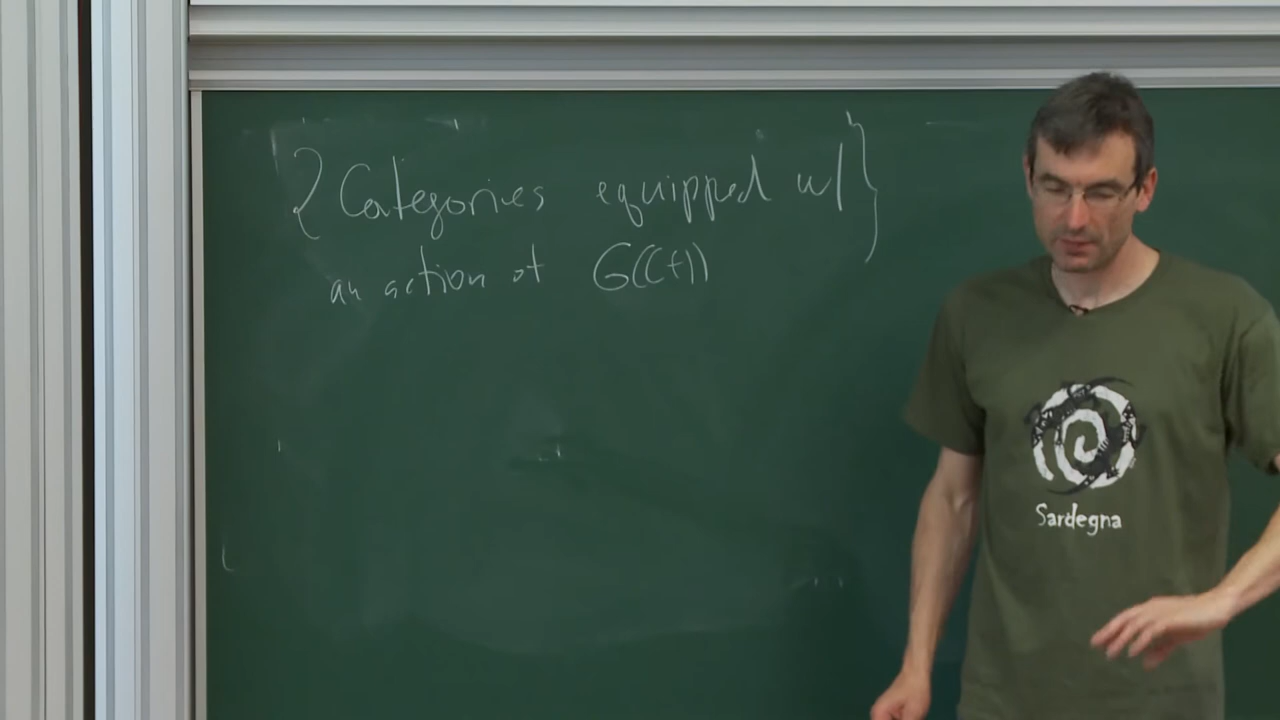 {Categories equipped w/}
an action of G((t))
Sardegna